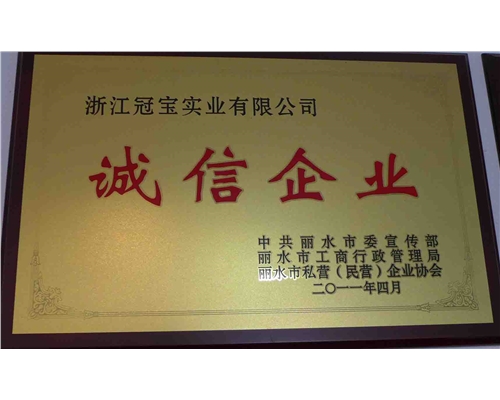 浙江冠宝实业有限公司
诚信企业
中共丽水市委宣传部
丽水市工商行政管理局
丽水市私营（民营）企业协会
二〇一一年四月